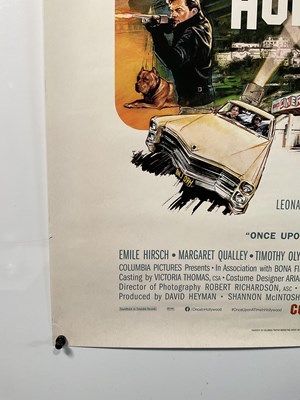 HO
LEONA
"ONCE UPO
EMILE HIRSCH • MARGARET QUALLEY • TIMOTHY OLY
COLUMBIA PICTURES Presents • In Association with BONA FI
Casting by VICTORIA THOMAS, CSA • Costume Designer ARIA
Director of Photography ROBERT RICHARDSON, ASC •
Produced by DAVID HEYMAN • SHANNON McINTOSH
CO